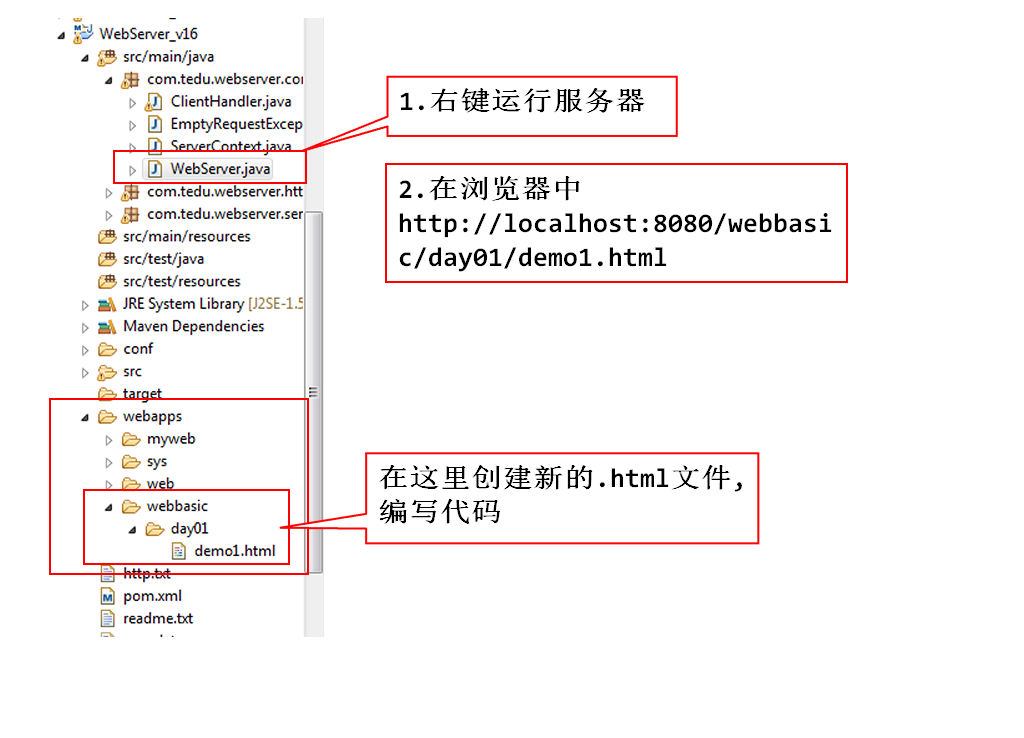 WebServer_v16
src/main/java
com.tedu.webserver.cor
ClientHandler.java
EmptyRequestExcep
ServerContext.java
WebServer.java
com.tedu.webserver.htt
com.tedu.webserver.ser
src/main/resources
src/test/java
src/test/resources
JRE System Library [J2SE-1.5
Maven Dependencies
conf
src
target
webapps
myweb
sys
web
webbasic
day01
demo1.html
http.txt
pom.xml
readme.txt
1.右键运行服务器
2.在浏览器中
http://localhost:8080/webbasi
c/day01/demo1.html
在这里创建新的.html文件,
编写代码